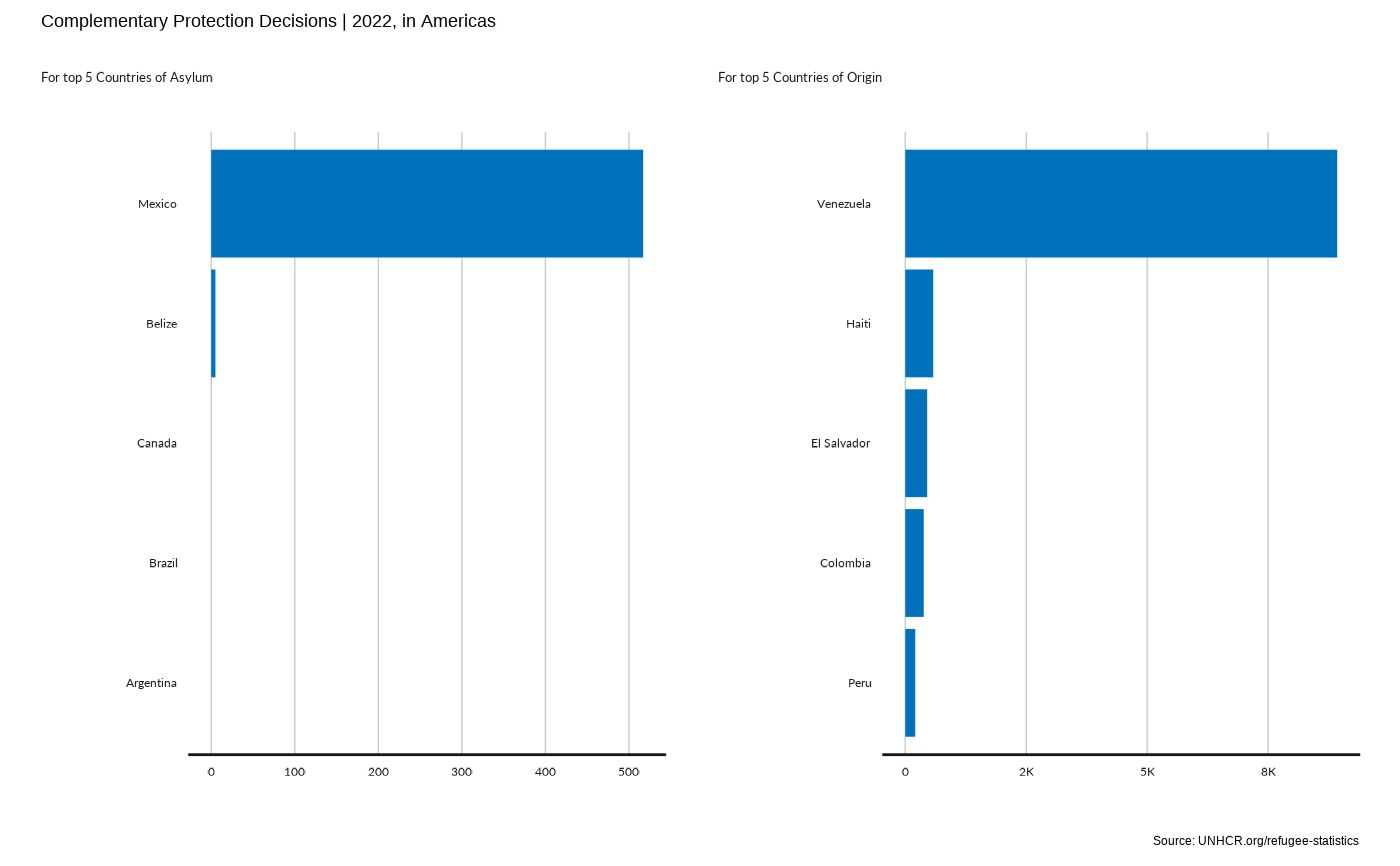 Complementary Protection Decisions | 2022, in Americas
For top 5 Countries of Asylum
Mexico
Belize
Canada
Brazil
Argentina
0 100 200 300 400 500
For top 5 Countries of Origin
Venezuela
Haiti
El Salvador
Colombia
Peru
0 2K 5K 8K
Source: UNHCR.org/refugee-statistics